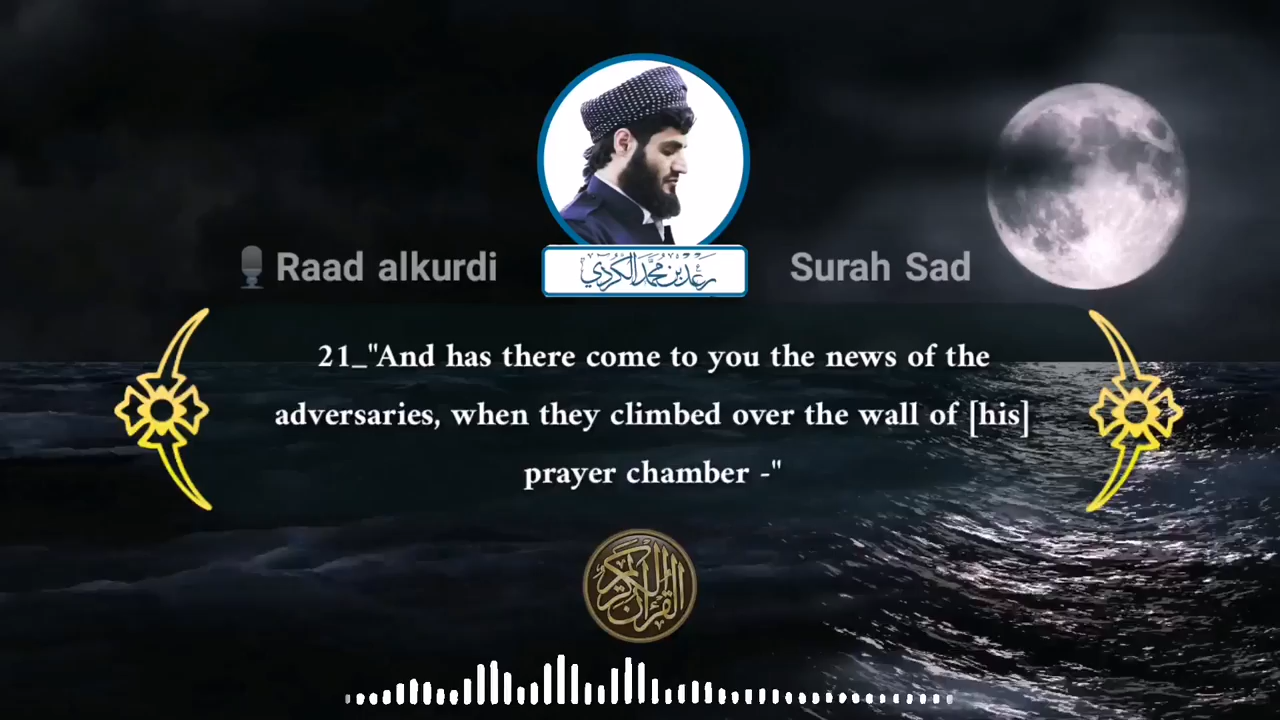 Raad alkurdi
رعد بن محمد الكردي
Surah Sad
21_"And has there come to you the news of the
adversaries, when they climbed over the wall of [his]
prayer chamber -"
القرآن الكريم